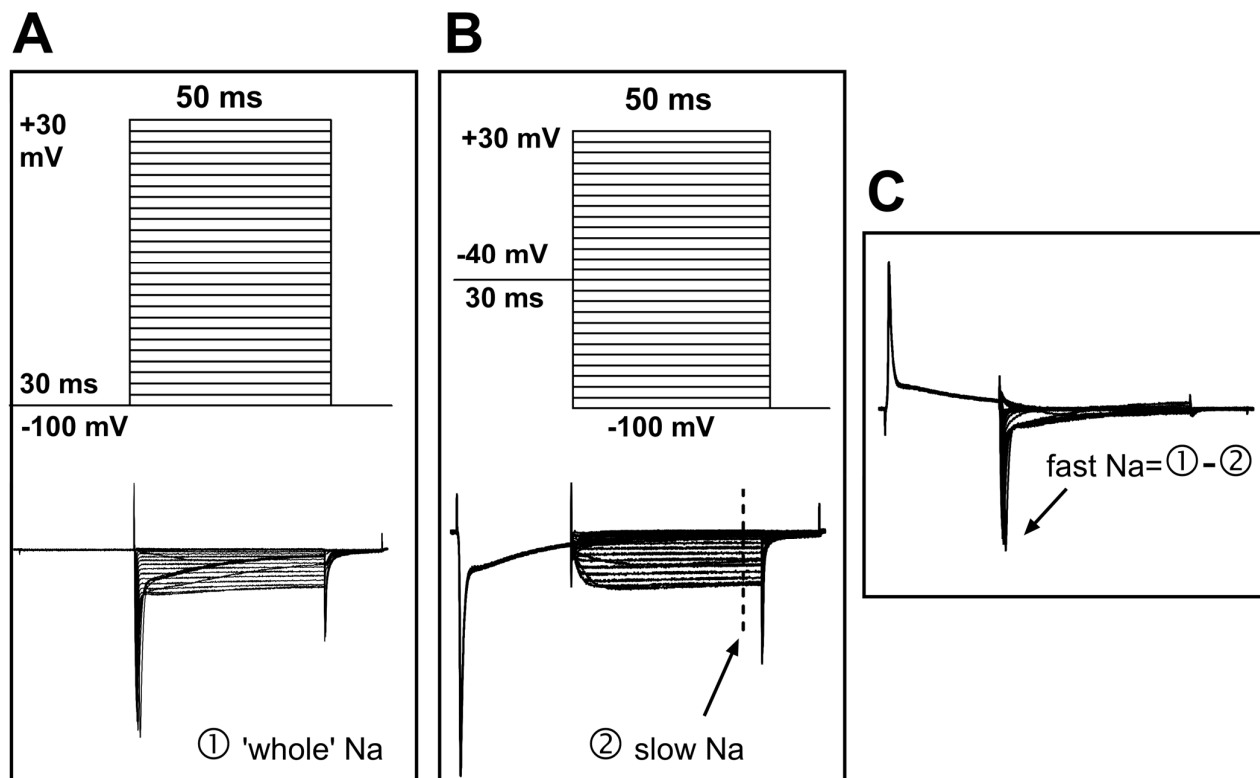 A
50 ms
+30
mV
30 ms
-100 mV
① 'whole' Na
B
50 ms
+30 mV
-40 mV
30 ms
-100 mV
② slow Na
C
fast Na=①-②